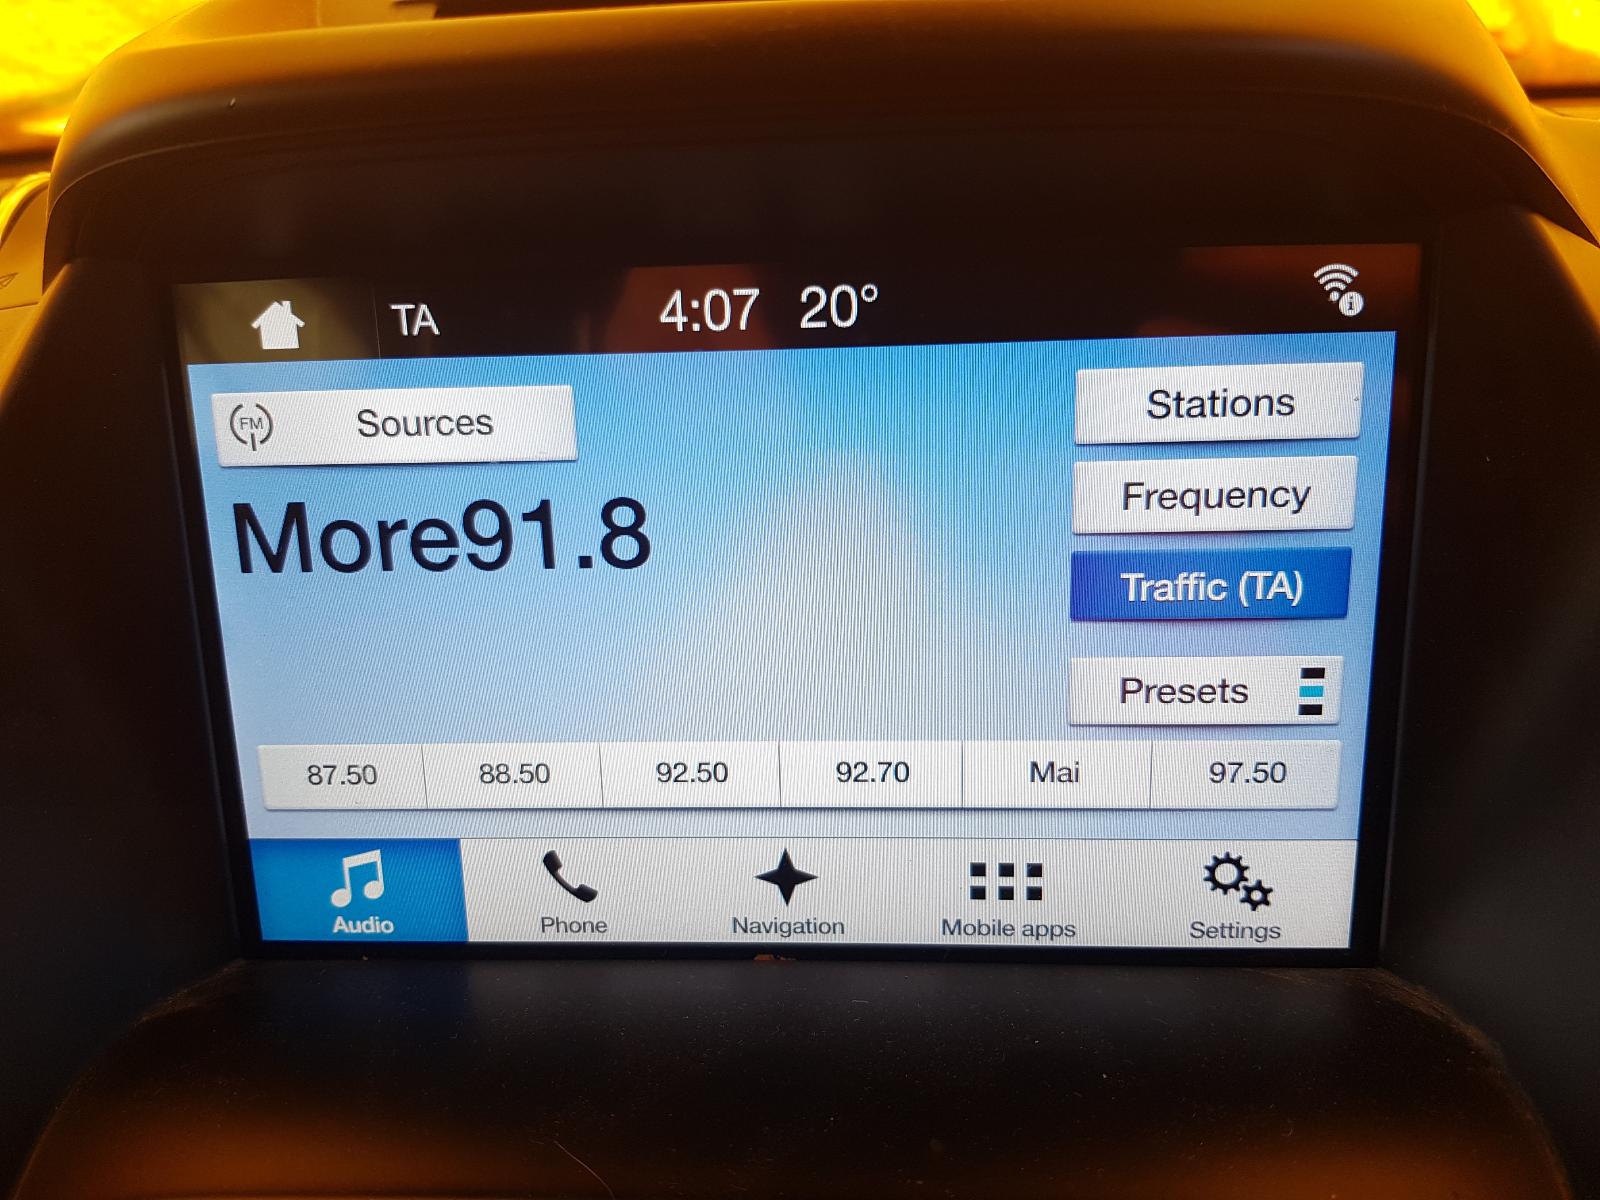 TA 4:07 20°
FM Sources
Stations
Frequency
More91.8
Traffic (TA)
Presets
87.50 88.50 92.50 92.70 Mai 97.50
Audio Phone Navigation Mobile apps Settings